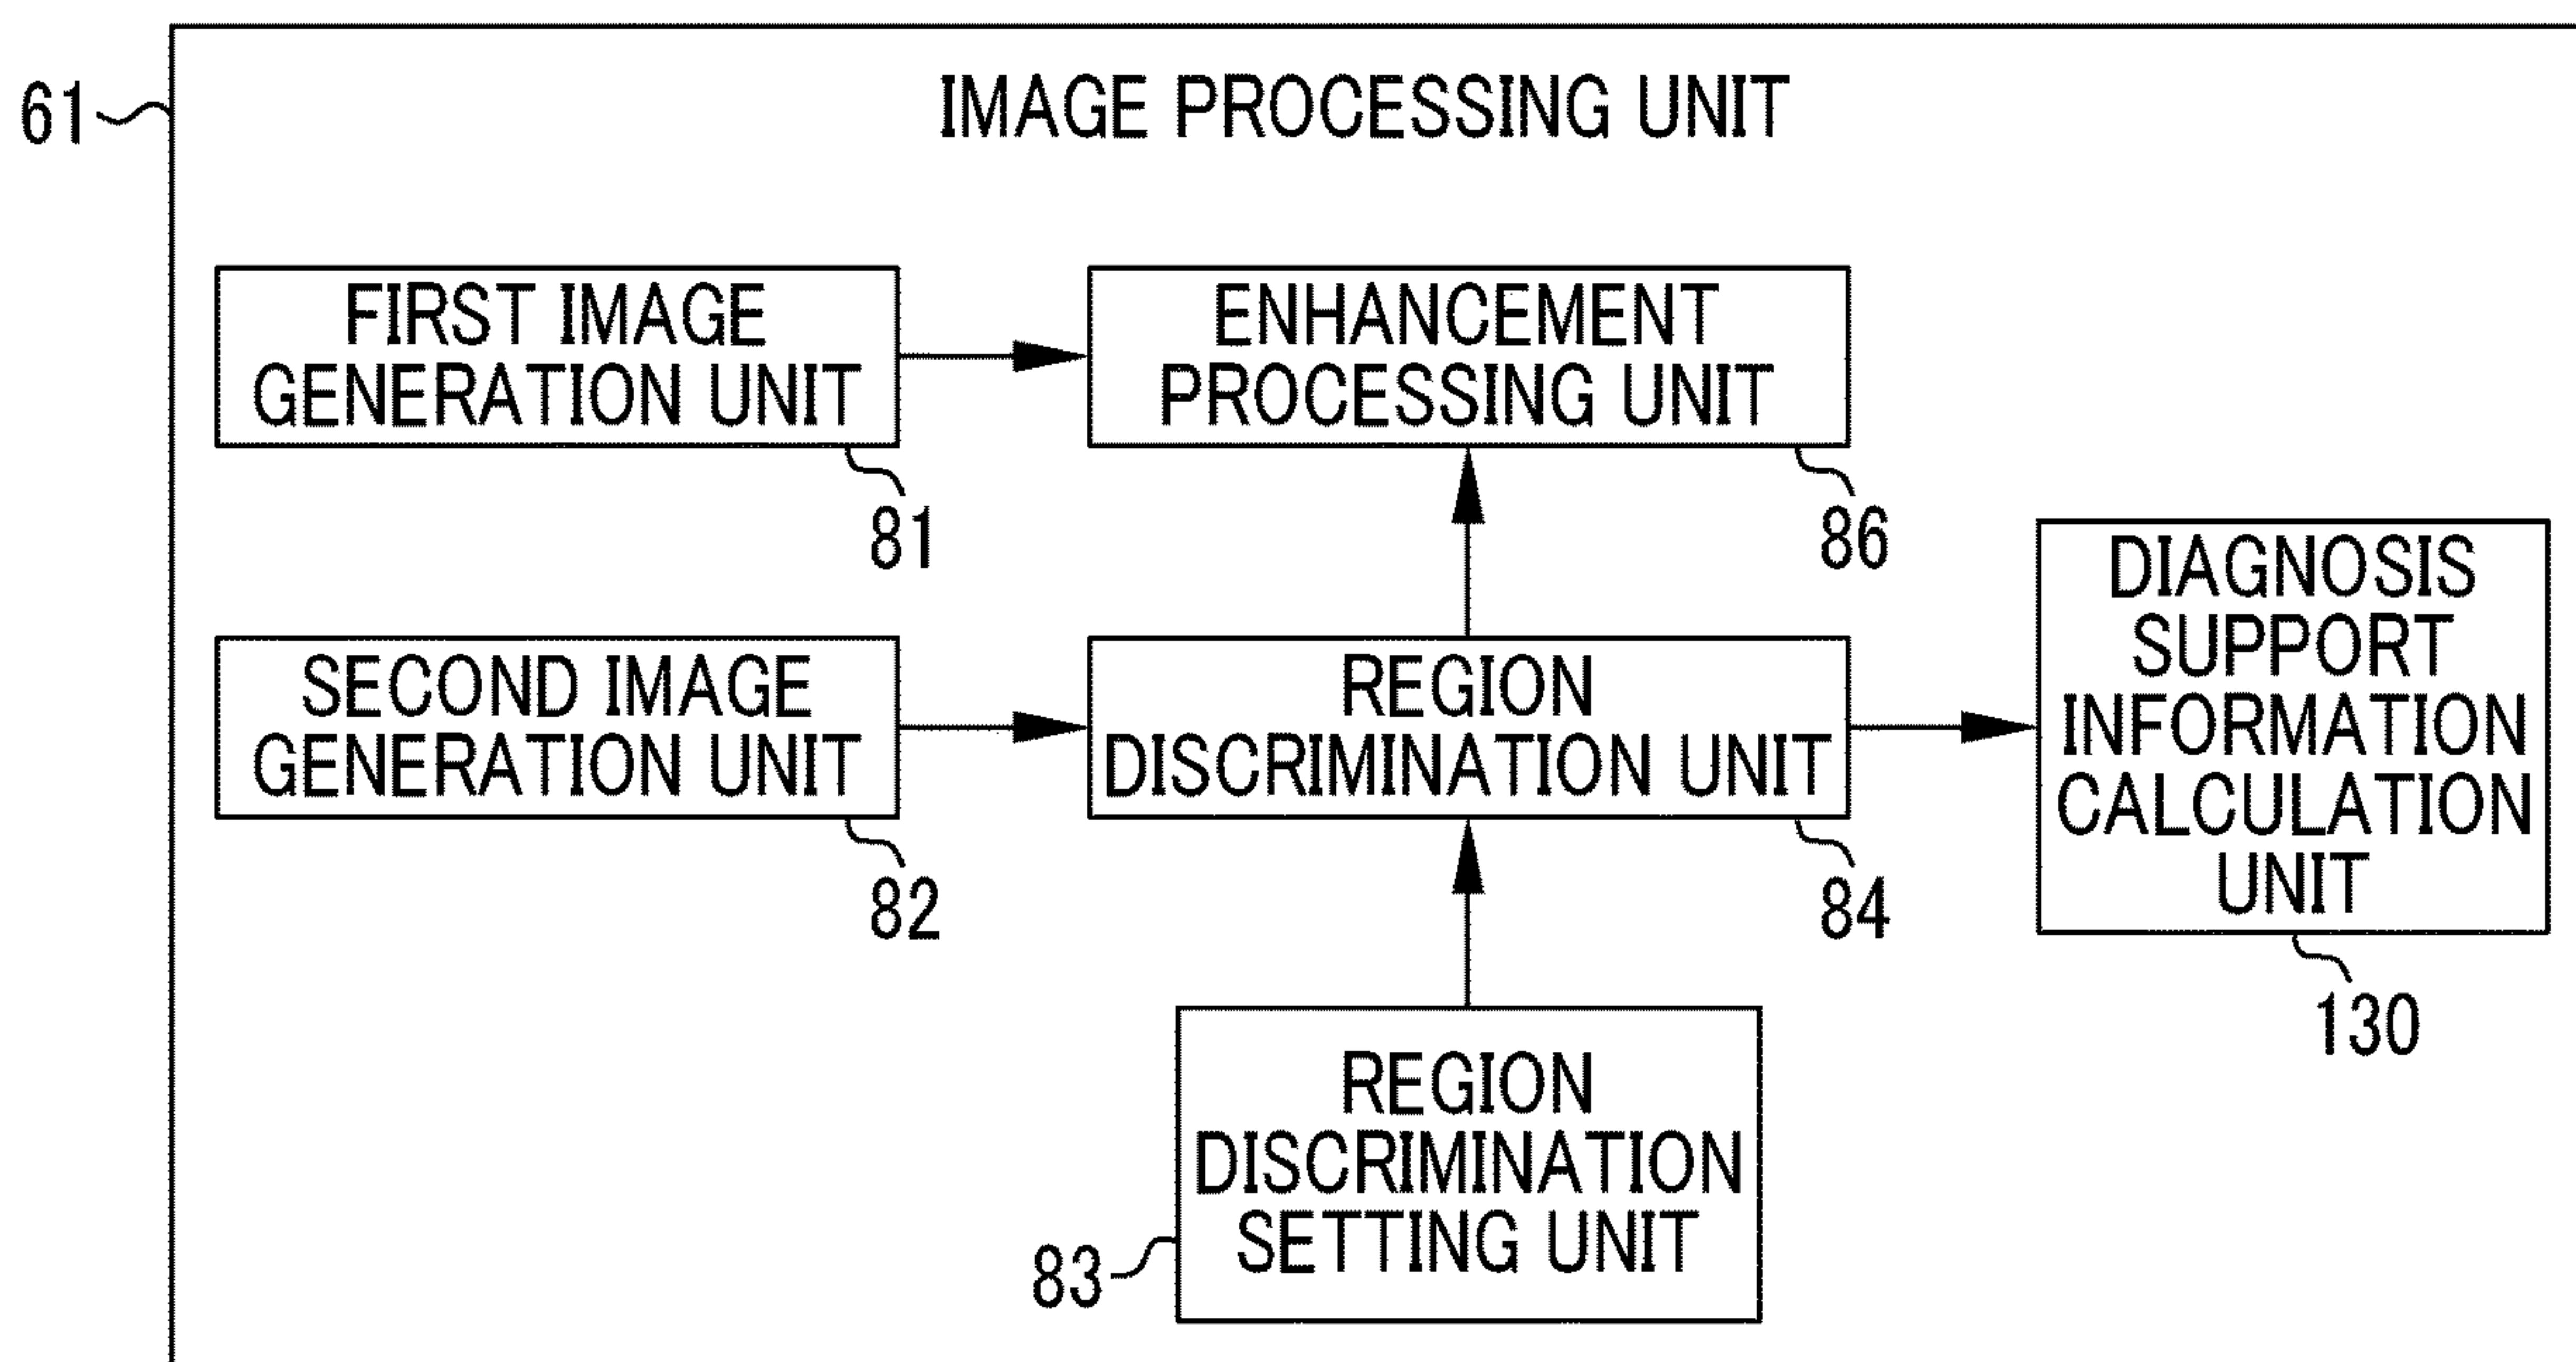 61
IMAGE PROCESSING UNIT
FIRST IMAGE
GENERATION UNIT
81
ENHANCEMENT
PROCESSING UNIT
86
SECOND IMAGE
GENERATION UNIT
82
REGION
DISCRIMINATION UNIT
84
DIAGNOSIS
SUPPORT
INFORMATION
CALCULATION
UNIT
130
REGION
DISCRIMINATION
SETTING UNIT
83